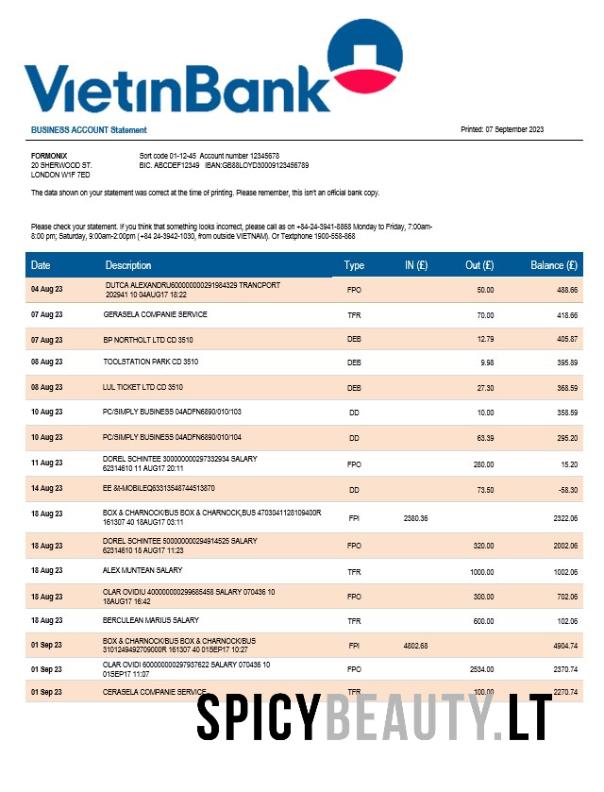 VietinBank
BUSINESS ACCOUNT Statement
Printed: 07 September 2023
FORMONIX Sort code 01-12-45 Account number 12345678
20 SHERWOOD ST. BIC. ABCDEF12349 IBAN:GB88LOYD30009123456789
LONDON W1F 7ED
The data shown on your statement was correct at the time of printing. Please remember, this isn't an official bank copy.
Please check your statement. If you think that something looks incorrect, please call as on +84-24-3941-8868 Monday to Friday, 7:00am-
8:00 pm; Saturday, 9:00am-2:00pm (+84 24-3942-1030, from outside VIETNAM). Or Textphone 1900-558-868
Date Description Type IN (£) Out (£) Balance (£)
04 Aug 23 DUTCA ALEXANDRU600000000291984329 TRANCPORT FPO 50.00 488.66
202941 10 04AUG17 18:22
07 Aug 23 GERASELA COMPANIE SERVICE TFR 70.00 418.66
07 Aug 23 BP NORTHOLT LTD CD 3510 DEB 12.79 405.87
08 Aug 23 TOOLSTATION PARK CD 3510 DEB 9.98 395.89
08 Aug 23 LUL TICKET LTD CD 3510 DEB 27.30 368.59
10 Aug 23 PC/SIMPLY BUSINESS 04ADFN6890/010/103 DD 10.00 358.59
10 Aug 23 PC/SIMPLY BUSINESS 04ADFN6890/010/104 DD 63.39 295.20
11 Aug 23 DOREL SCHINTEE 300000000297332934 SALARY FPO 280.00 15.20
62314610 11 AUG17 20:11
14 Aug 23 EE &t-MOBILEQ63313548744513870 DD 73.50 -58.30
18 Aug 23 BOX & CHARNOCK/BUS BOX & CHARNOCK,BUS 4703041128109400R FPI 2380.36 2322.06
161307 40 18AUG17 03:11
18 Aug 23 DOREL SCHINTEE 500000000294914525 SALARY FPO 320.00 2002.06
62314610 18 AUG17 11:23
18 Aug 23 ALEX MUNTEAN SALARY TFR 1000.00 1002.06
18 Aug 23 OLAR OVIDIU 400000000299685458 SALARY 070436 10 FPO 300.00 702.06
18AUG17 16:42
18 Aug 23 BERCULEAN MARIUS SALARY TFR 600.00 102.06
01 Sep 23 BOX & CHARNOCK/BUS BOX & CHARNOCK/BUS FPI 4802.68 4904.74
3101249492709000R 161307 40 01SEP17 10:27
01 Sep 23 OLAR OVIDI 600000000297937622 SALARY 070436 10 FPO 2534.00 2370.74
01SEP17 11:07
01 Sep 23 CERASELA COMPANIE SERVICE TFR 100.00 2270.74
SPICYBEAUTY.LT